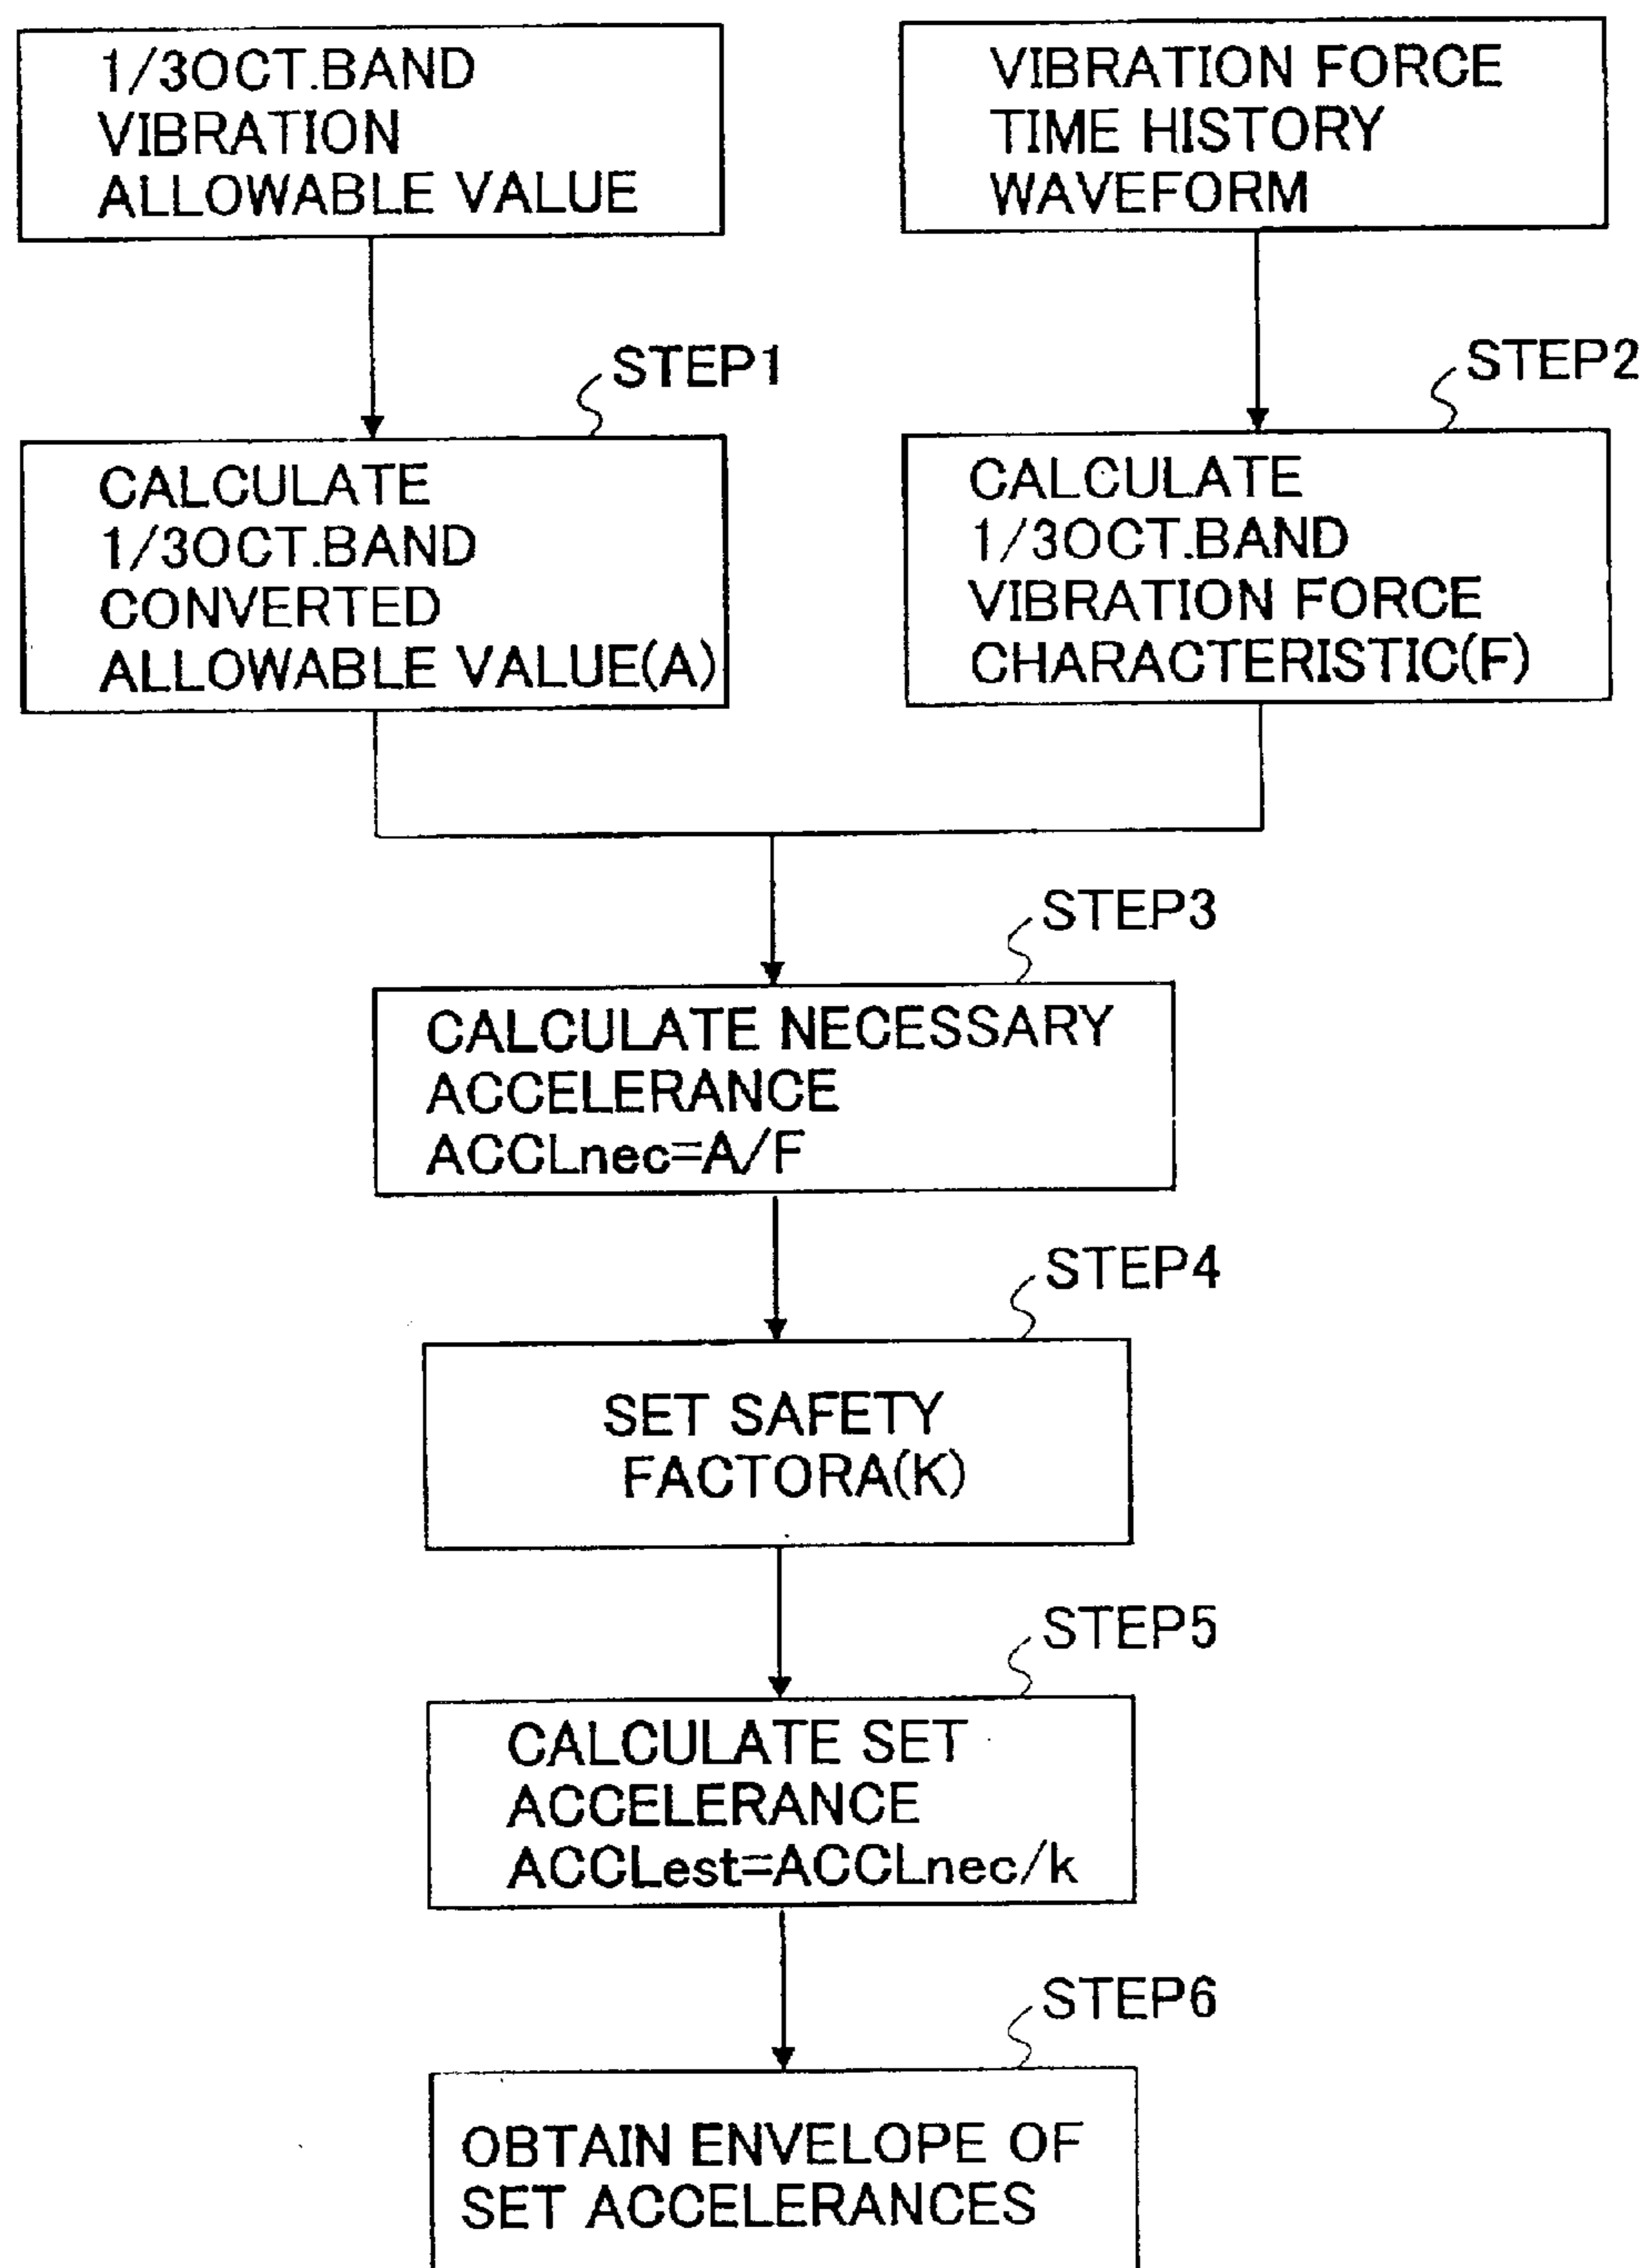 1/3OCT.BAND
VIBRATION
ALLOWABLE VALUE
VIBRATION FORCE
TIME HISTORY
WAVEFORM
STEP1
CALCULATE
1/3OCT.BAND
CONVERTED
ALLOWABLE VALUE(A)
STEP2
CALCULATE
1/3OCT.BAND
VIBRATION FORCE
CHARACTERISTIC(F)
STEP3
CALCULATE NECESSARY
ACCELERANCE
ACCLnec=A/F
STEP4
SET SAFETY
FACTORA(K)
STEP5
CALCULATE SET
ACCELERANCE
ACCLest=ACCLnec/k
STEP6
OBTAIN ENVELOPE OF
SET ACCELERANCES